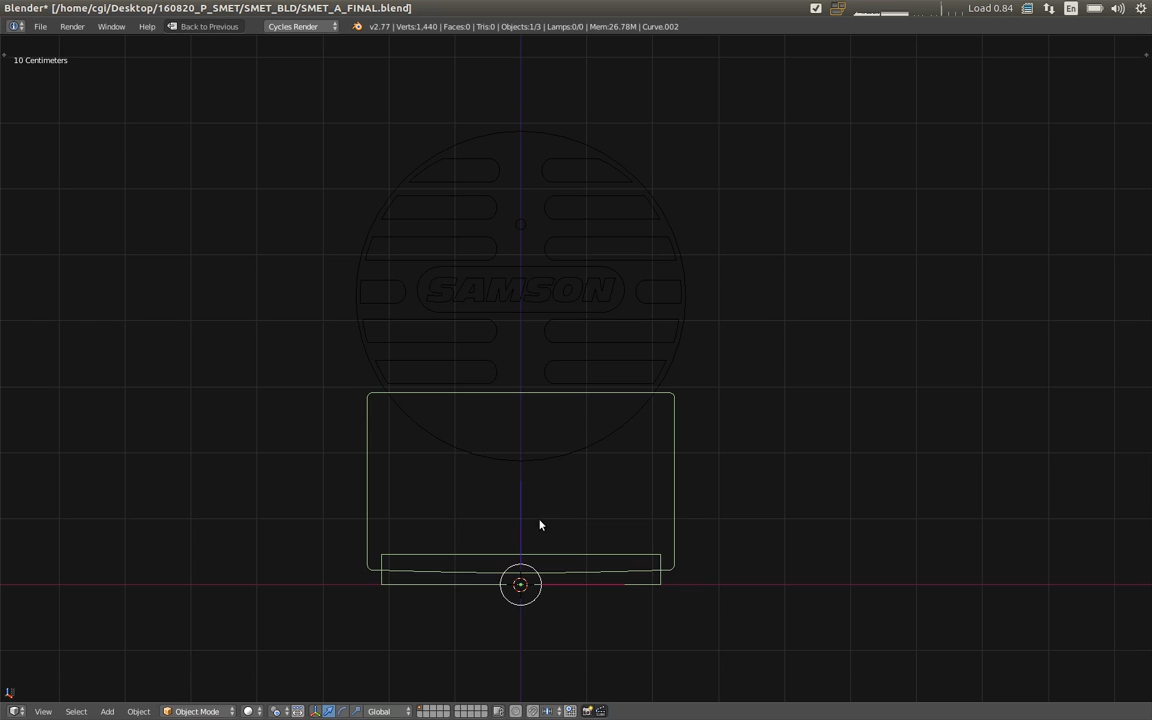 Blender* [/home/cgi/Desktop/160820_P_SMET/SMET_BLD/SMET_A_FINAL.blend]
En
Load 0.84
File Render Window Help Back to Previous Cycles Render v2.77 | Verts:1,440 | Faces:0 | Tris:0 | Objects:1/3 | Lamps:0/0 | Mem:26.78M | Curve.002
10 Centimeters
SAMSON
View Select Add Object Object Mode Global